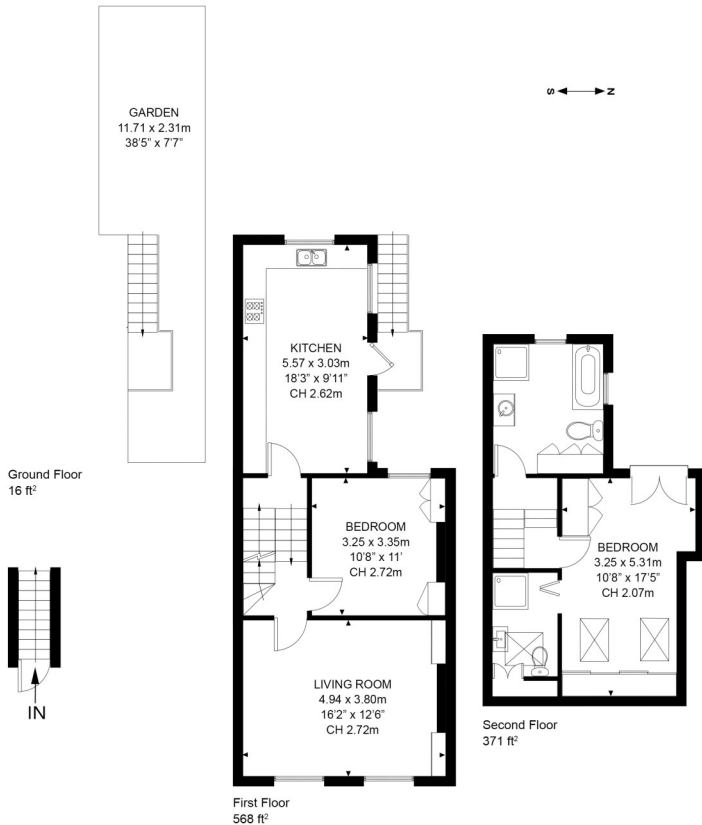 GARDEN
11.71 x 2.31m
38'5" x 7'7"
S N
KITCHEN
5.57 x 3.03m
18'3" x 9'11"
CH 2.62m
Ground Floor
16 ft²
BEDROOM
3.25 x 3.35m
10'8" x 11'
CH 2.72m
BEDROOM
3.25 x 5.31m
10'8" x 17'5"
CH 2.07m
IN
LIVING ROOM
4.94 x 3.80m
16'2" x 12'6"
CH 2.72m
Second Floor
371 ft²
First Floor
568 ft²